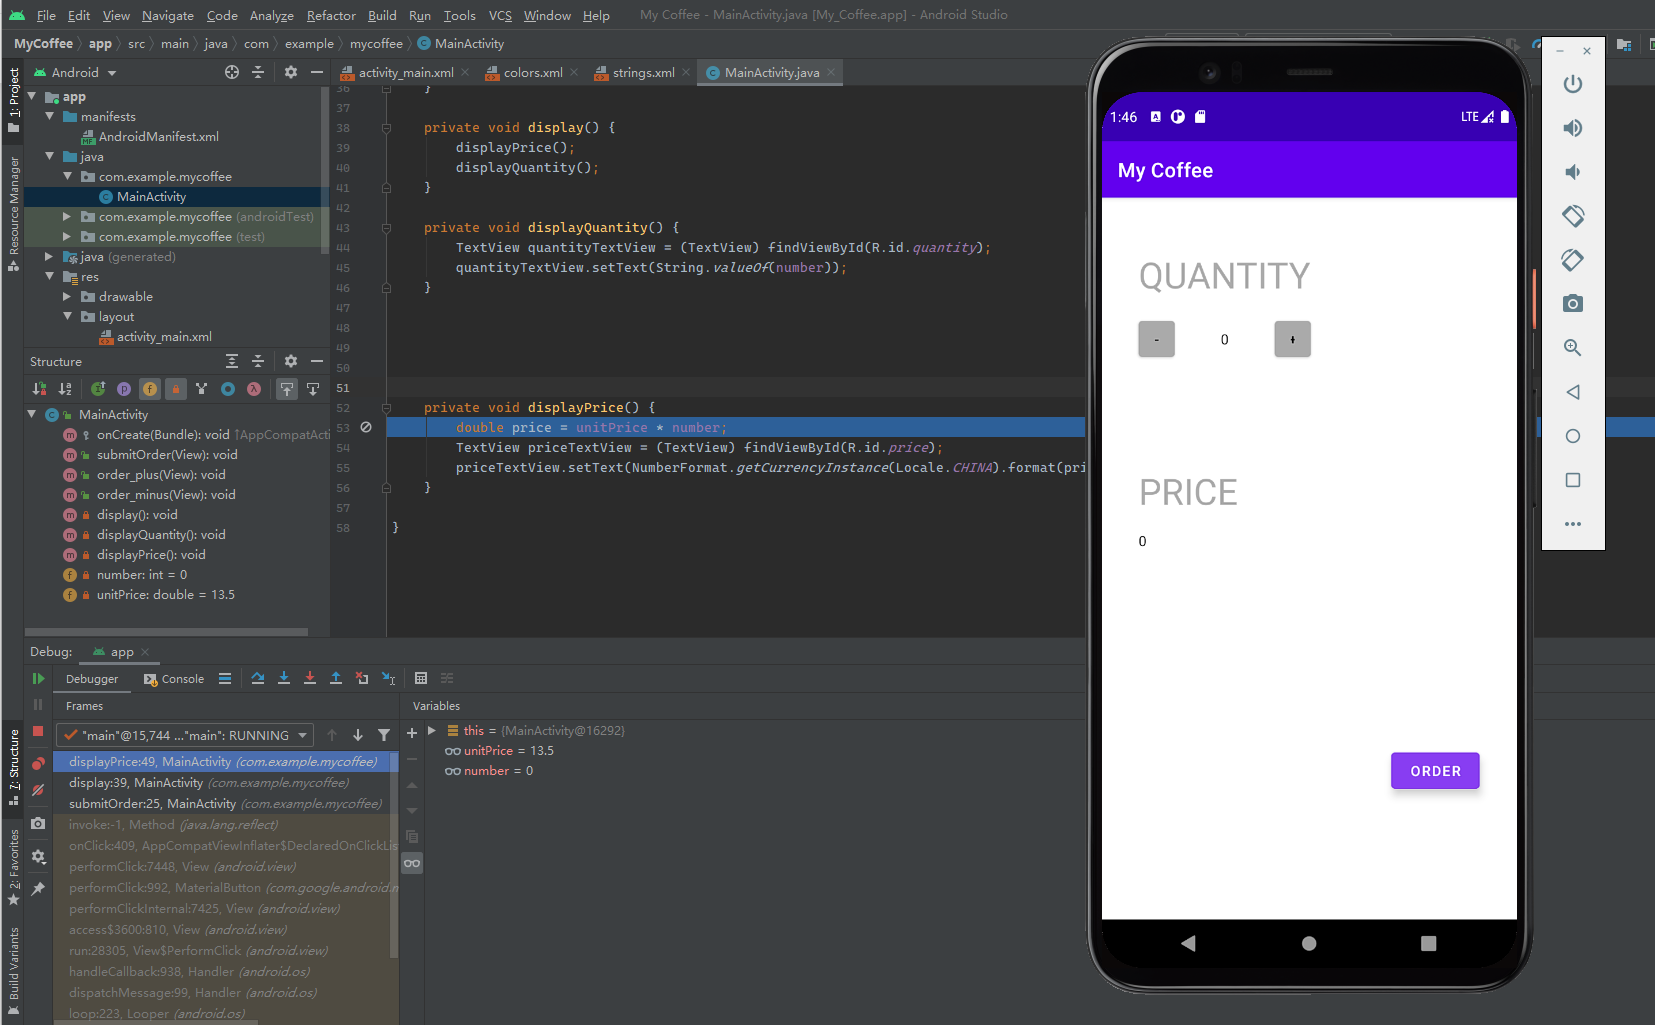 File Edit View Navigate Code Analyze Refactor Build Run Tools VCS Window Help My Coffee - MainActivity.java [My_Coffee.app] - Android Studio
MyCoffee app src main java com example mycoffee MainActivity
1: Project
Resource Manager
7: Structure
2: Favorites
Build Variants
Android
app
manifests
AndroidManifest.xml
java
com.example.mycoffee
MainActivity
com.example.mycoffee (androidTest)
com.example.mycoffee (test)
java (generated)
res
drawable
layout
activity_main.xml
Structure
MainActivity
onCreate(Bundle): void ↑AppCompatActi
submitOrder(View): void
order_plus(View): void
order_minus(View): void
display(): void
displayQuantity(): void
displayPrice(): void
number: int = 0
unitPrice: double = 13.5
activity_main.xml colors.xml strings.xml MainActivity.java
36 }
37
38 private void display() {
39 displayPrice();
40 displayQuantity();
41 }
42
43 private void displayQuantity() {
44 TextView quantityTextView = (TextView) findViewById(R.id.quantity);
45 quantityTextView.setText(String.valueOf(number));
46 }
47
48
49
50
51
52 private void displayPrice() {
53 double price = unitPrice * number;
54 TextView priceTextView = (TextView) findViewById(R.id.price);
55 priceTextView.setText(NumberFormat.getCurrencyInstance(Locale.CHINA).format(pri
56 }
57
58 }
Debug: app
Debugger Console
Frames
"main"@15,744 ..."main": RUNNING
displayPrice:49, MainActivity (com.example.mycoffee)
display:39, MainActivity (com.example.mycoffee)
submitOrder:25, MainActivity (com.example.mycoffee)
invoke:-1, Method (java.lang.reflect)
onClick:409, AppCompatViewInflater$DeclaredOnClickLis
performClick:7448, View (android.view)
performClick:992, MaterialButton (com.google.android.m
performClickInternal:7425, View (android.view)
access$3600:810, View (android.view)
run:28305, View$PerformClick (android.view)
handleCallback:938, Handler (android.os)
dispatchMessage:99, Handler (android.os)
loop:223, Looper (android.os)
Variables
this = {MainActivity@16292}
unitPrice = 13.5
number = 0
1:46 LTE
My Coffee
QUANTITY
- 0 +
PRICE
0
ORDER